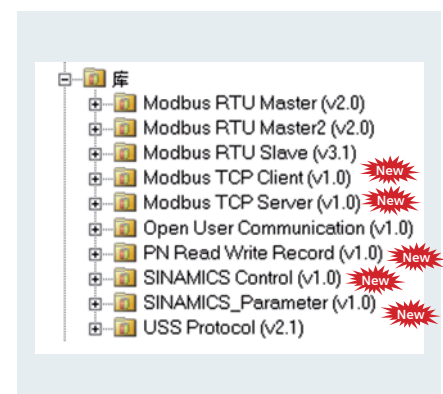 库
Modbus RTU Master (v2.0)
Modbus RTU Master2 (v2.0)
Modbus RTU Slave (v3.1)
Modbus TCP Client (v1.0) New
Modbus TCP Server (v1.0) New
Open User Communication (v1.0)
PN Read Write Record (v1.0) New
SINAMICS Control (v1.0) New
SINAMICS_Parameter (v1.0) New
USS Protocol (v2.1)